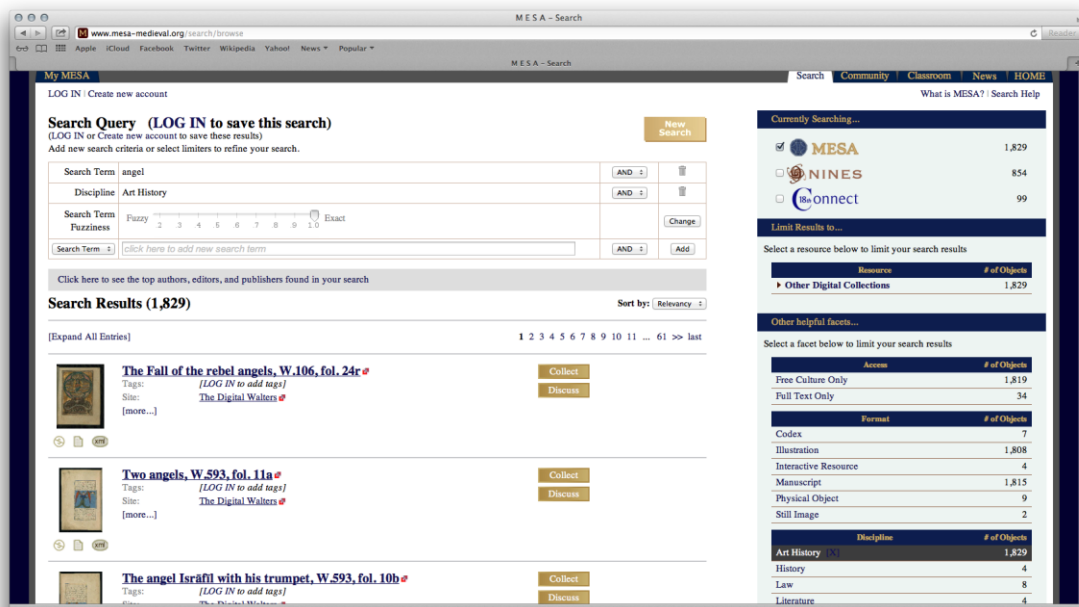 M E S A – Search
www.mesa-medieval.org/search/browse
Reader
Apple iCloud Facebook Twitter Wikipedia Yahoo! News Popular
M E S A – Search
My MESA
Search Community Classroom News HOME
LOG IN | Create new account
What is MESA? | Search Help
Search Query (LOG IN to save this search)
(LOG IN or Create new account to save these results)
Add new search criteria or select limiters to refine your search.
New Search
Search Term angel AND
Discipline Art History AND
Search Term Fuzziness Fuzzy .2 .3 .4 .5 .6 .7 .8 .9 1.0 Exact Change
Search Term click here to add new search term AND Add
Click here to see the top authors, editors, and publishers found in your search
Search Results (1,829)
Sort by: Relevancy
[Expand All Entries]
1 2 3 4 5 6 7 8 9 10 11 ... 61 >> last
The Fall of the rebel angels, W.106, fol. 24r
Tags: [LOG IN to add tags]
Site: The Digital Walters
[more...]
Collect
Discuss
xml
Two angels, W.593, fol. 11a
Tags: [LOG IN to add tags]
Site: The Digital Walters
[more...]
Collect
Discuss
xml
The angel Isrāfīl with his trumpet, W.593, fol. 10b
Tags: [LOG IN to add tags]
Site: The Digital Walters
Collect
Discuss
Currently Searching...
MESA 1,829
NINES 854
18th Connect 99
Limit Results to...
Select a resource below to limit your search results
Resource # of Objects
Other Digital Collections 1,829
Other helpful facets...
Select a facet below to limit your search results
Access # of Objects
Free Culture Only 1,819
Full Text Only 34
Format # of Objects
Codex 7
Illustration 1,808
Interactive Resource 4
Manuscript 1,815
Physical Object 9
Still Image 2
Discipline # of Objects
Art History [X] 1,829
History 4
Law 8
Literature 4